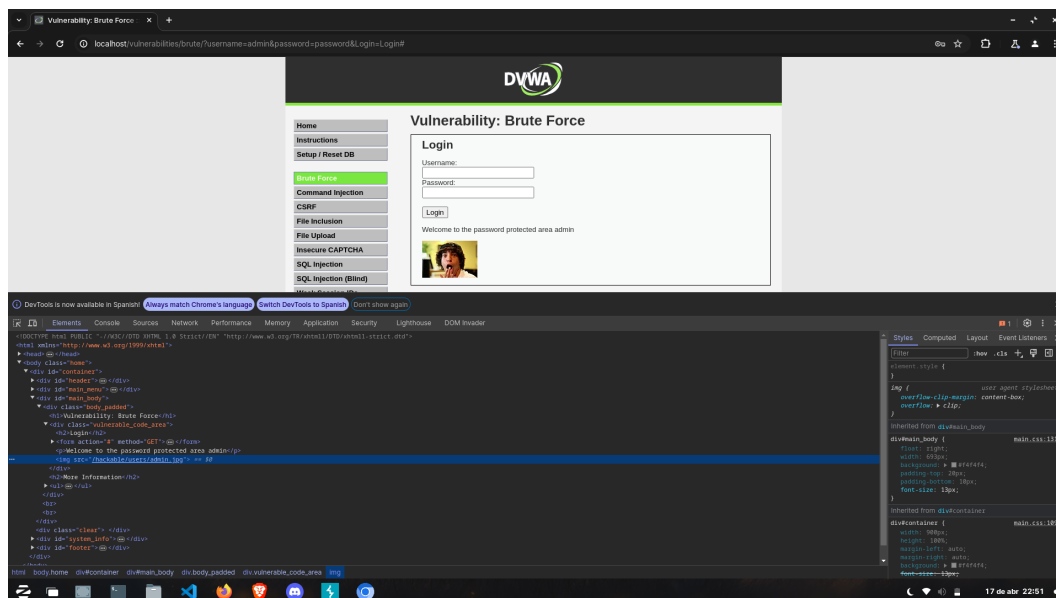 Vulnerability: Brute Force
localhost/vulnerabilities/brute/?username=admin&password=password&Login=Login#
DVWA
Home
Instructions
Setup / Reset DB
Brute Force
Command Injection
CSRF
File Inclusion
File Upload
Insecure CAPTCHA
SQL Injection
SQL Injection (Blind)
Vulnerability: Brute Force
Login
Username:
Password:
Login
Welcome to the password protected area admin
DevTools is now available in Spanish! Always match Chrome's language Switch DevTools to Spanish Don't show again
Elements Console Sources Network Performance Memory Application Security Lighthouse DOM Invader 1
<!DOCTYPE html PUBLIC "-//W3C//DTD XHTML 1.0 Strict//EN" "http://www.w3.org/TR/xhtml1/DTD/xhtml1-strict.dtd">
<html xmlns="http://www.w3.org/1999/xhtml">
<head> </head>
<body class="home">
<div id="container">
<div id="header"> </div>
<div id="main_menu"> </div>
<div id="main_body">
<div class="body_padded">
<h1>Vulnerability: Brute Force</h1>
<div class="vulnerable_code_area">
<h2>Login</h2>
<form action="#" method="GET"> </form>
<p>Welcome to the password protected area admin</p>
<img src="/hackable/users/admin.jpg"> == $0
</div>
<h2>More Information</h2>
<ul> </ul>
</div>
<br>
<br>
</div>
<div class="clear"> </div>
<div id="system_info"> </div>
<div id="footer"> </div>
</div>
html body.home div#container div#main_body div.body_padded div.vulnerable_code_area img
Styles Computed Layout Event Listeners
Filter :hov .cls
element.style {
}
img { user agent stylesheet
overflow-clip-margin: content-box;
overflow: clip;
}
Inherited from div#main_body
div#main_body { main.css:131
float: right;
width: 693px;
background: #f4f4f4;
padding-top: 20px;
padding-bottom: 10px;
font-size: 13px;
}
Inherited from div#container
div#container { main.css:109
width: 900px;
height: 100%;
margin-left: auto;
margin-right: auto;
background: #f4f4f4;
font-size: 13px;
17 de abr 22:51